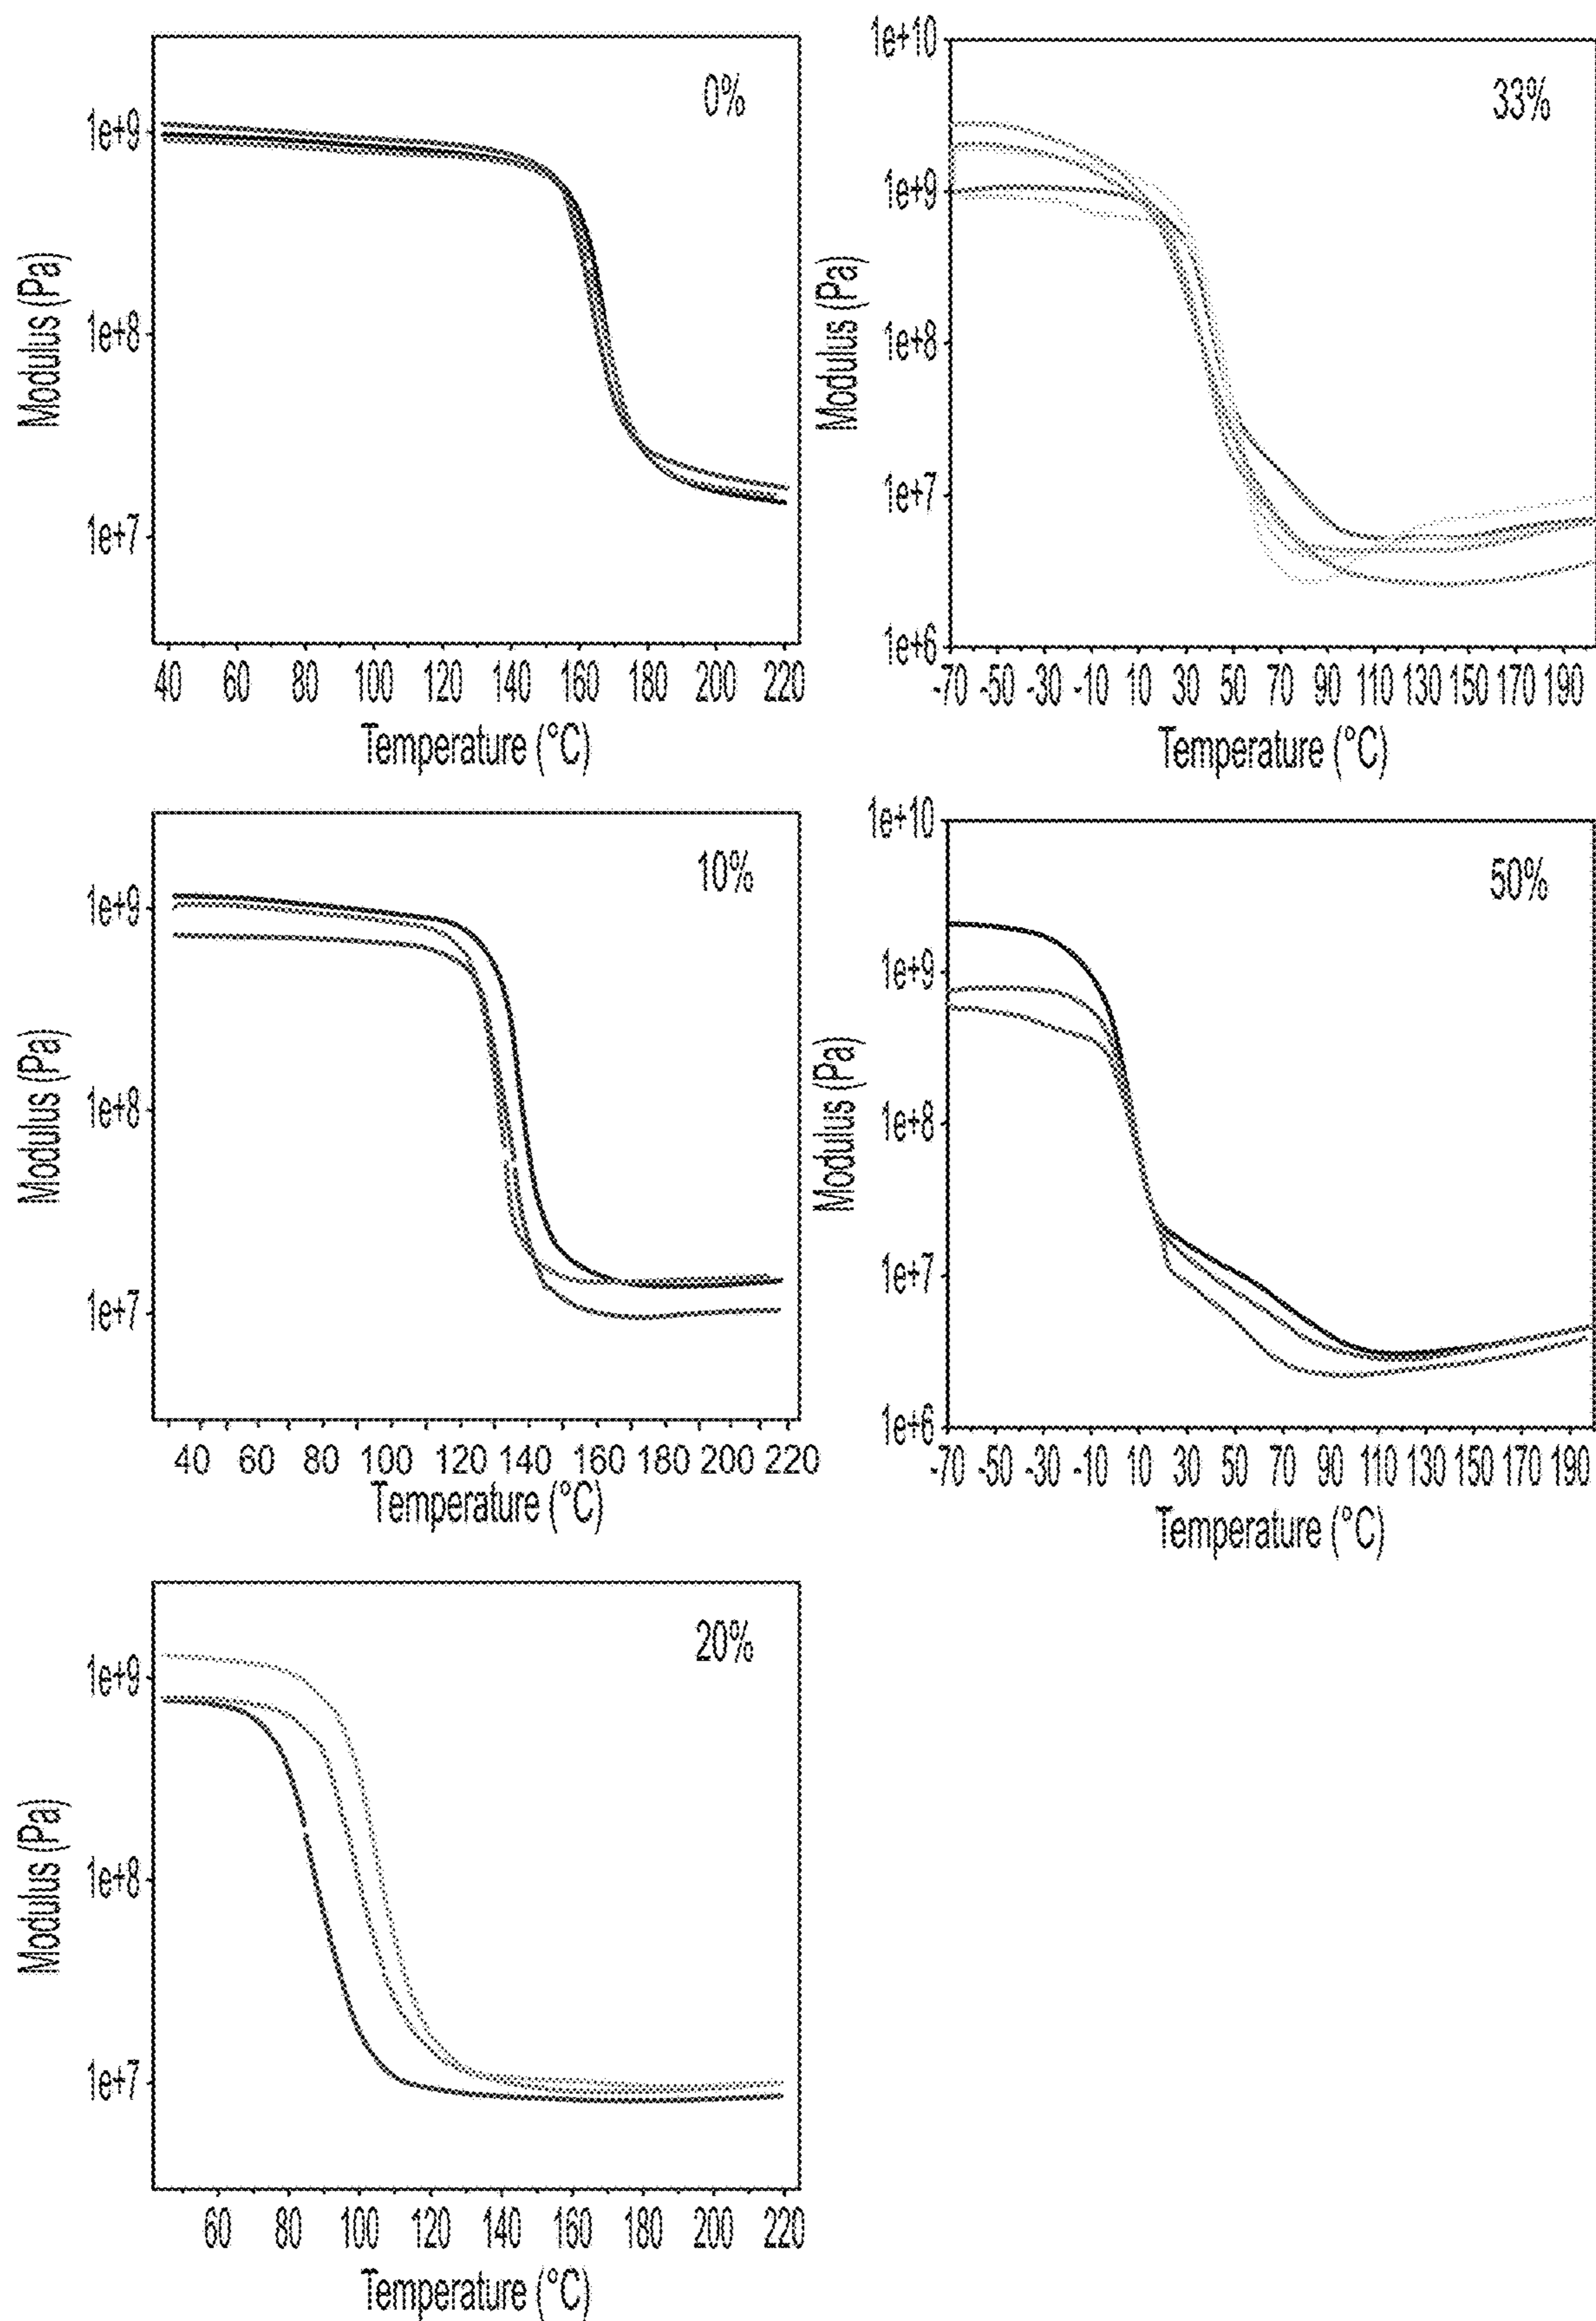 0%
1e+9
1e+8
1e+7
Modulus (Pa)
40 60 80 100 120 140 160 180 200 220
Temperature (°C)
33%
1e+10
1e+9
1e+8
1e+7
1e+6
Modulus (Pa)
-70 -50 -30 -10 10 30 50 70 90 110 130 150 170 190
Temperature (°C)
10%
1e+9
1e+8
1e+7
Modulus (Pa)
40 60 80 100 120 140 160 180 200 220
Temperature (°C)
50%
1e+10
1e+9
1e+8
1e+7
1e+6
Modulus (Pa)
-70 -50 -30 -10 10 30 50 70 90 110 130 150 170 190
Temperature (°C)
20%
1e+9
1e+8
1e+7
Modulus (Pa)
60 80 100 120 140 160 180 200 220
Temperature (°C)